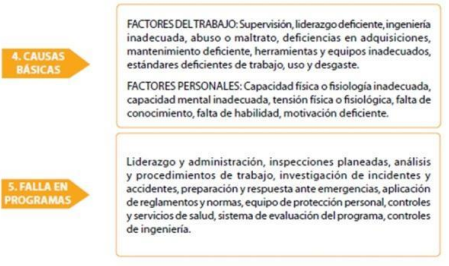 4. CAUSAS
BÁSICAS
FACTORES DEL TRABAJO: Supervisión, liderazgo deficiente, ingeniería
inadecuada, abuso o maltrato, deficiencias en adquisiciones,
mantenimiento deficiente, herramientas y equipos inadecuados,
estándares deficientes de trabajo, uso y desgaste.
FACTORES PERSONALES: Capacidad física o fisiología inadecuada,
capacidad mental inadecuada, tensión física o fisiológica, falta de
conocimiento, falta de habilidad, motivación deficiente.
5. FALLA EN
PROGRAMAS
Liderazgo y administración, inspecciones planeadas, análisis
y procedimientos de trabajo, investigación de incidentes y
accidentes, preparación y respuesta ante emergencias, aplicación
de reglamentos y normas, equipo de protección personal, controles
y servicios de salud, sistema de evaluación del programa, controles
de ingeniería.